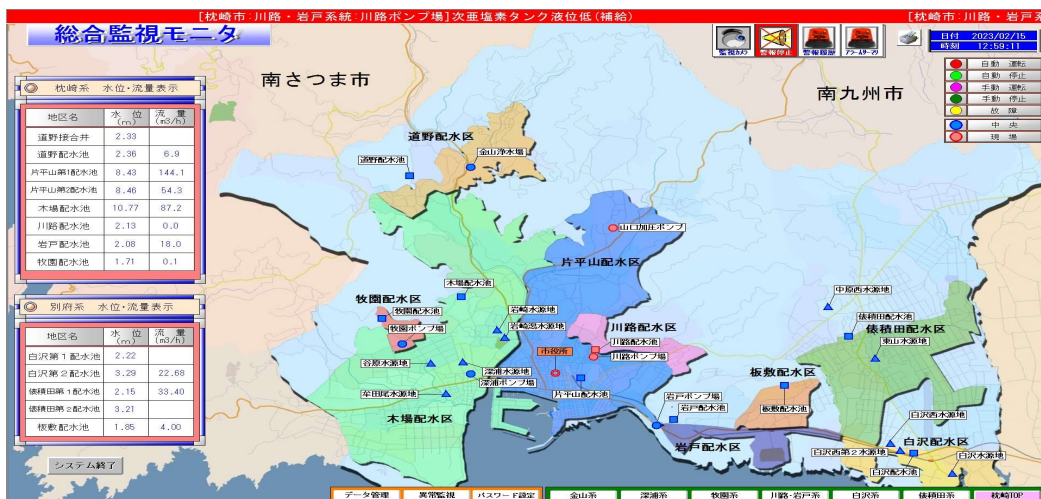 [枕崎市:川路・岩戸系統:川路ポンプ場]次亜塩素タンク液位低(補給)
[枕崎市:川路・岩戸系
総合監視モニタ
監視カメラ
警報停止
警報履歴
アラームサーマリ
日付 2023/02/15
時刻 12:59:11
自動 運転
自動 停止
手動 運転
手動 停止
故障
中央
現場
枕崎系 水位・流量表示
地区名 水位(m) 流量(m3/h)
道野接合井 2.33
道野配水池 2.36 6.9
片平山第1配水池 8.43 144.1
片平山第2配水池 8.46 54.3
木場配水池 10.77 87.2
川路配水池 2.13 0.0
岩戸配水池 2.08 18.0
牧園配水池 1.71 0.1
別府系 水位・流量表示
地区名 水位(m) 流量(m3/h)
白沢第1配水池 2.22
白沢第2配水池 3.29 22.68
俵積田第1配水池 2.15 33.40
俵積田第2配水池 3.21
板敷配水池 1.85 4.00
システム終了
南さつま市
南九州市
道野配水区
道野配水池
金山浄水場
山口加圧ポンプ
片平山配水区
木場配水池
牧園配水区
牧園配水池
牧園ポンプ場
岩崎水源地
岩崎潟水源地
川路配水区
川路配水池
川路ポンプ場
市役所
谷原水源地
深浦水源地
深浦ポンプ場
牟田尾水源地
片平山配水池
木場配水区
中原西水源地
俵積田配水池
俵積田配水区
東山水源地
板敷配水区
板敷配水池
岩戸ポンプ場
岩戸配水池
岩戸配水区
白沢西水源地
白沢配水区
白沢西第2水源地
白沢水源地
白沢配水池
データ管理
異常監視
パスワード設定
金山系
深浦系
牧園系
川路・岩戸系
白沢系
俵積田系
枕崎TOP